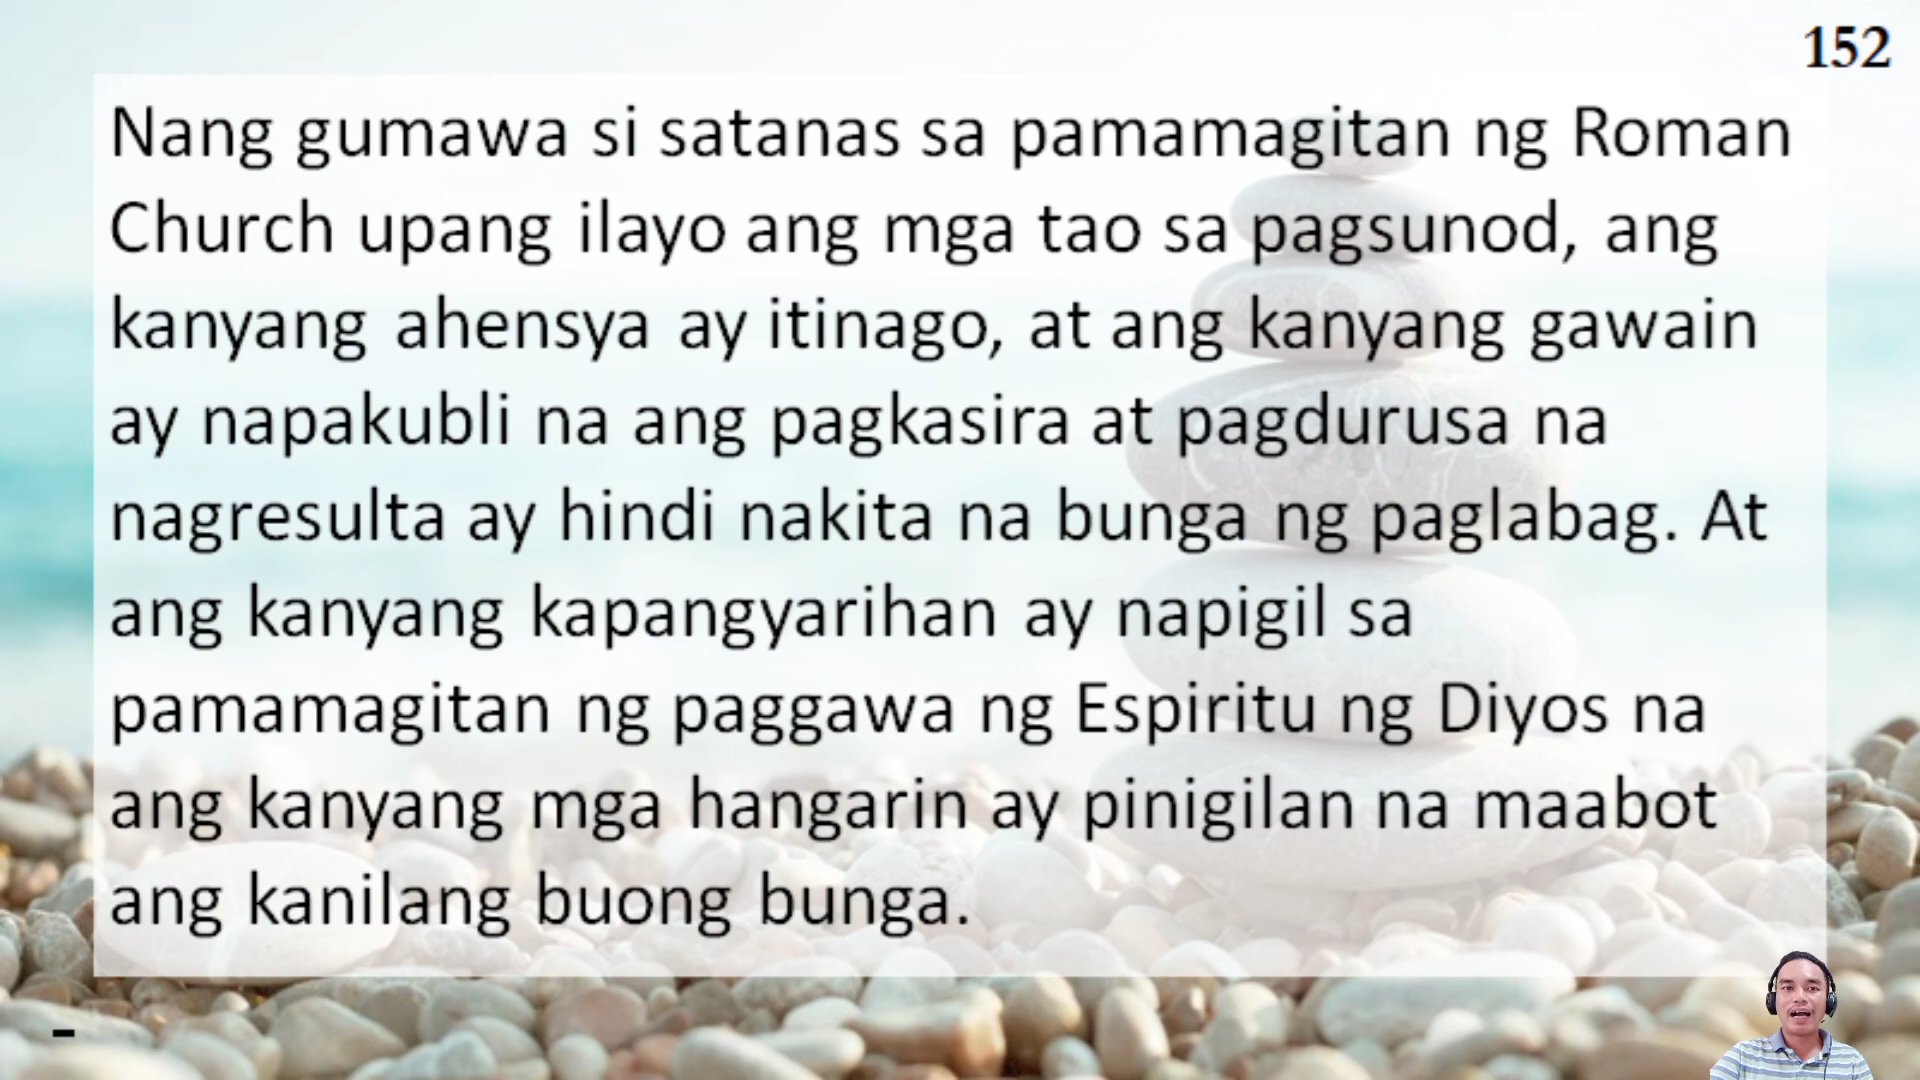 152
Nang gumawa si satanas sa pamamagitan ng Roman
Church upang ilayo ang mga tao sa pagsunod, ang
kanyang ahensya ay itinago, at ang kanyang gawain
ay napakubli na ang pagkasira at pagdurusa na
nagresulta ay hindi nakita na bunga ng paglabag. At
ang kanyang kapangyarihan ay napigil sa
pamamagitan ng paggawa ng Espiritu ng Diyos na
ang kanyang mga hangarin ay pinigilan na maabot
ang kanilang buong bunga.
-